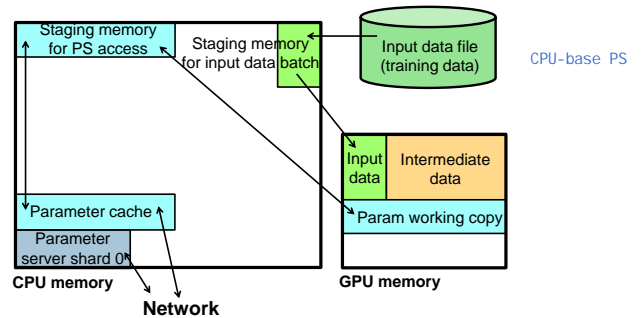 Staging memory
for PS access
Staging memory
for input data batch
Input data file
(training data)
CPU-base PS
Input
data
Intermediate
data
Parameter cache
Param working copy
Parameter
server shard 0
CPU memory
GPU memory
Network